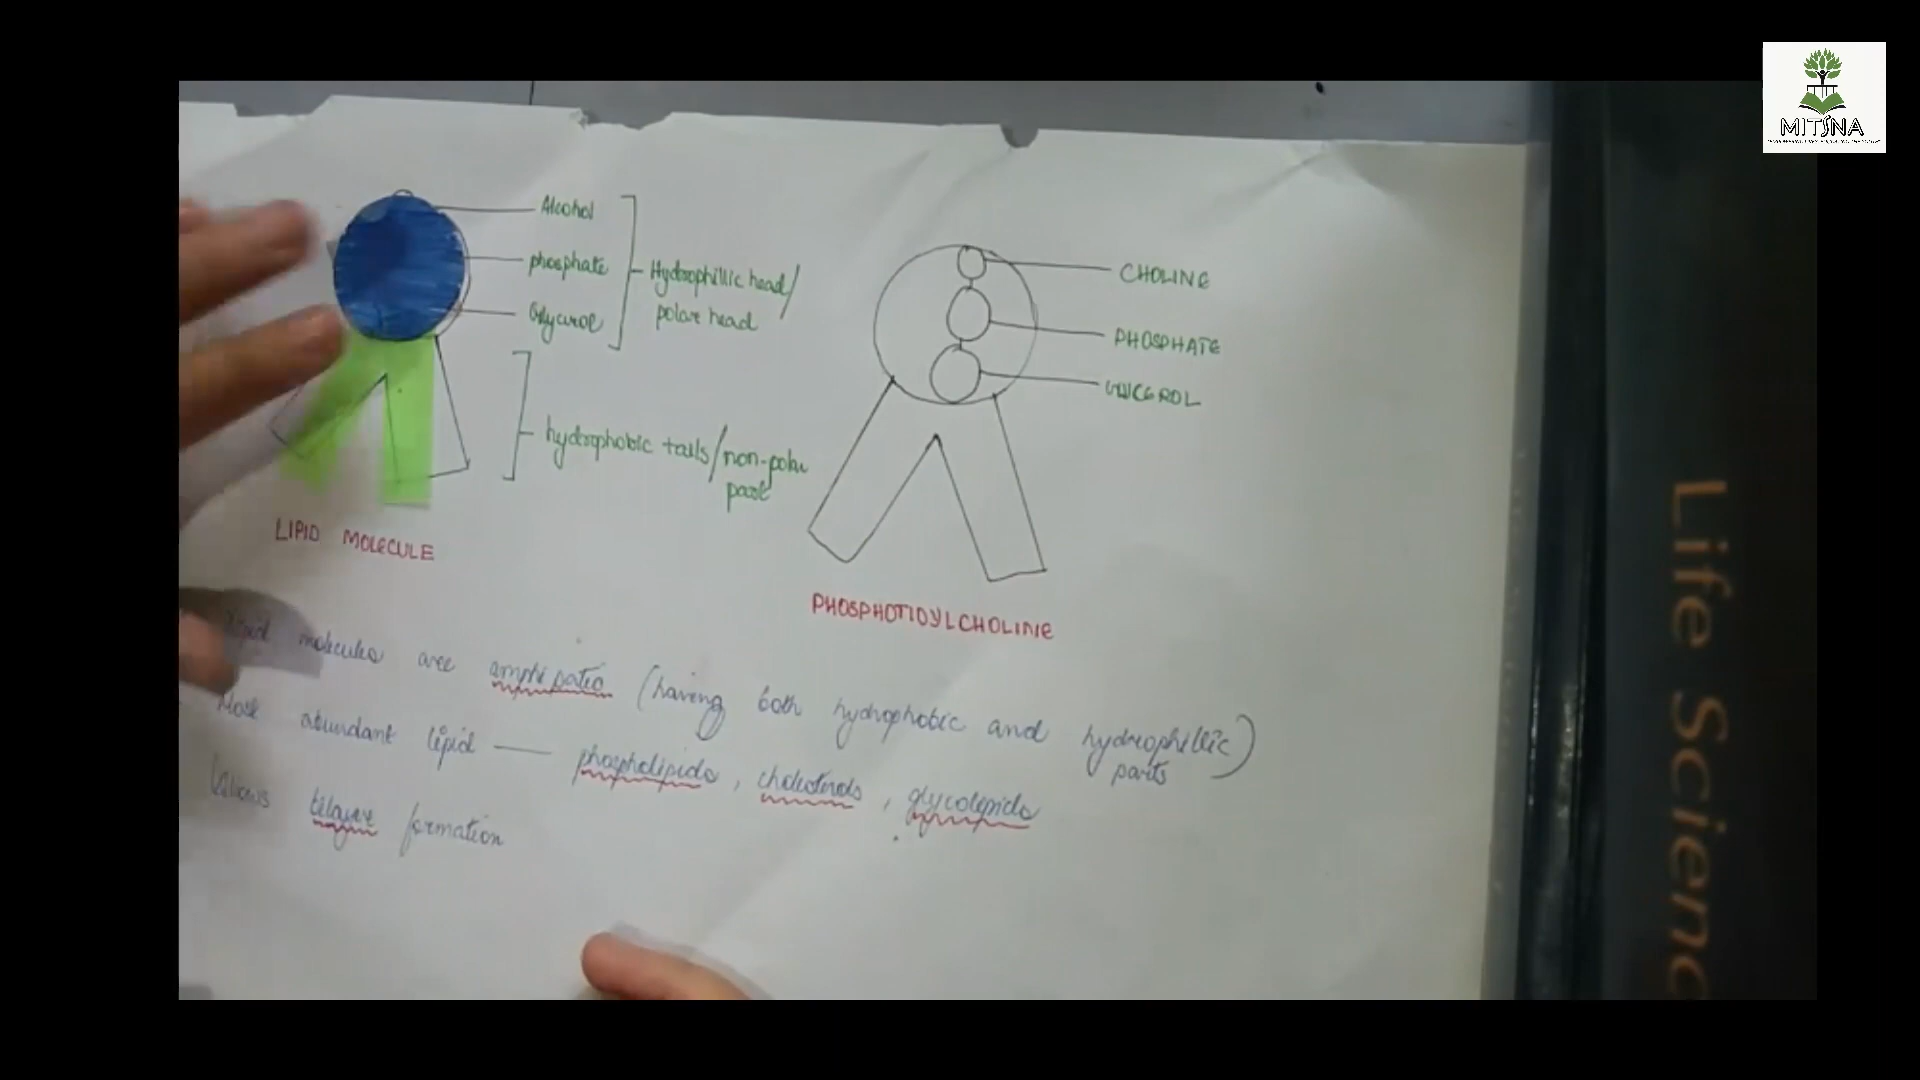 MITSNA
Alcohol
phosphate
Glycerol
Hydrophillic head/
polar head
hydrophobic tails/non-polar
part
LIPID MOLECULE
CHOLINE
PHOSPHATE
GLYCEROL
PHOSPHOTIDYLCHOLINE
Lipid molecules are amphipatic (having both hydrophobic and hydrophillic)
parts
Most abundant lipid — phospholipids, cholesterols, glycolipids
Allows bilayer formation
Life Scienc